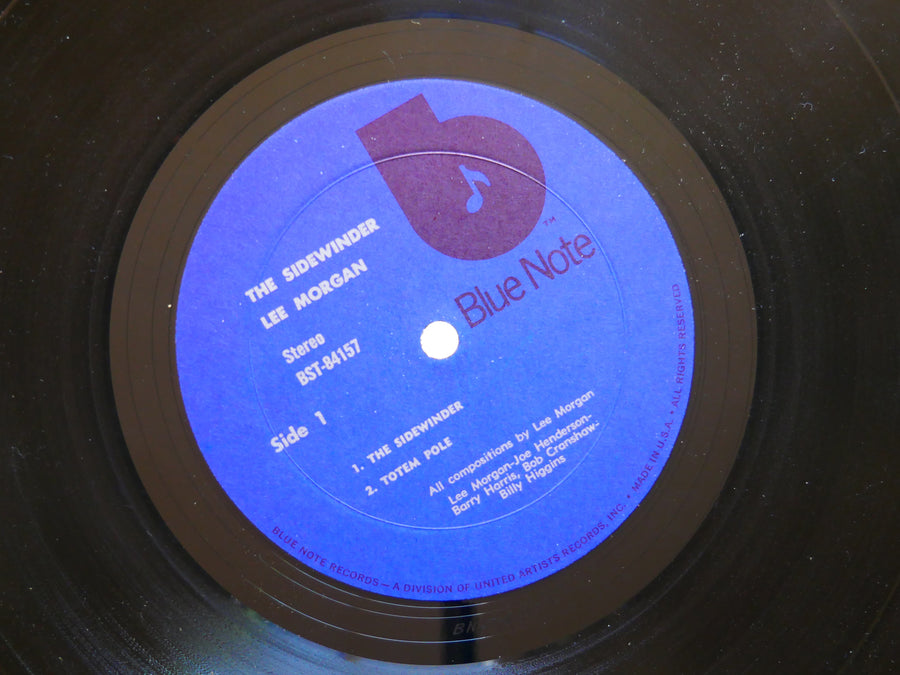 Blue Note
TM
THE SIDEWINDER
LEE MORGAN
Stereo
BST-84157
Side 1
1. THE SIDEWINDER
2. TOTEM POLE
All compositions by Lee Morgan
Lee Morgan-Joe Henderson-
Barry Harris, Bob Cranshaw-
Billy Higgins
BLUE NOTE RECORDS — A DIVISION OF UNITED ARTISTS RECORDS, INC. • MADE IN U.S.A. • ALL RIGHTS RESERVED